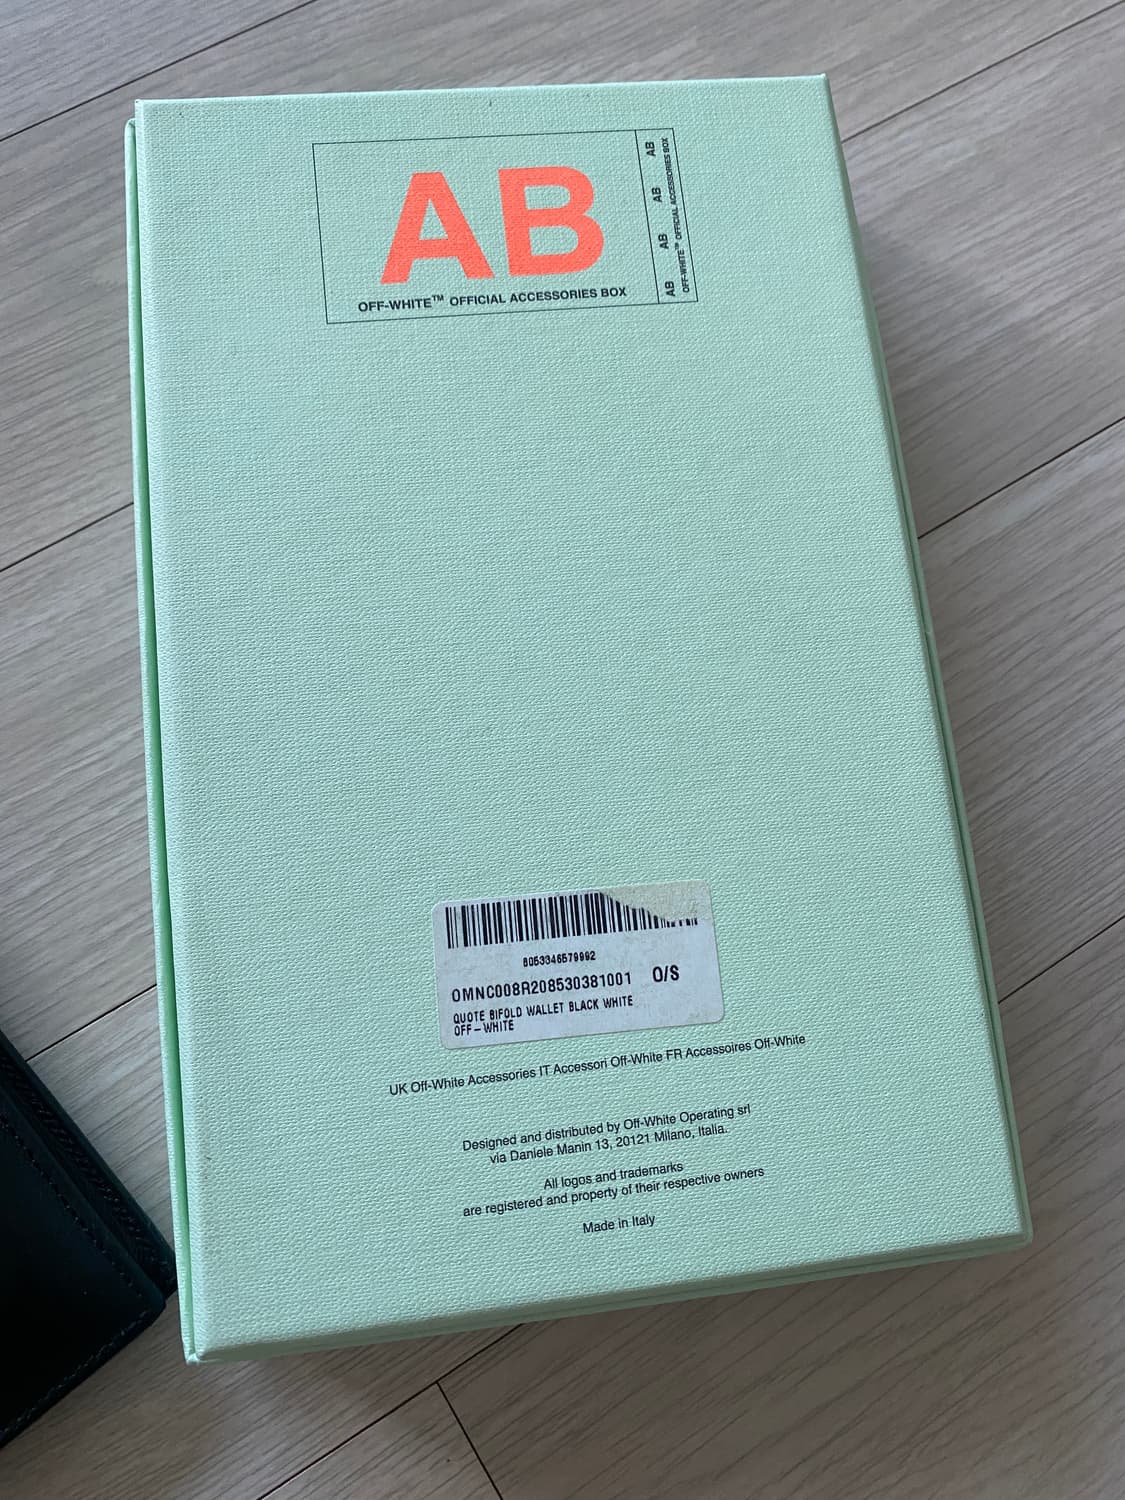 AB
OFF-WHITE™ OFFICIAL ACCESSORIES BOX
AB AB AB AB
OFF-WHITE™ OFFICIAL ACCESSORIES BOX
8053346579992
OMNC008R208530381001 O/S
QUOTE BIFOLD WALLET BLACK WHITE
OFF-WHITE
UK Off-White Accessories IT Accessori Off-White FR Accessoires Off-White
Designed and distributed by Off-White Operating srl
via Daniele Manin 13, 20121 Milano, Italia.
All logos and trademarks
are registered and property of their respective owners
Made in Italy